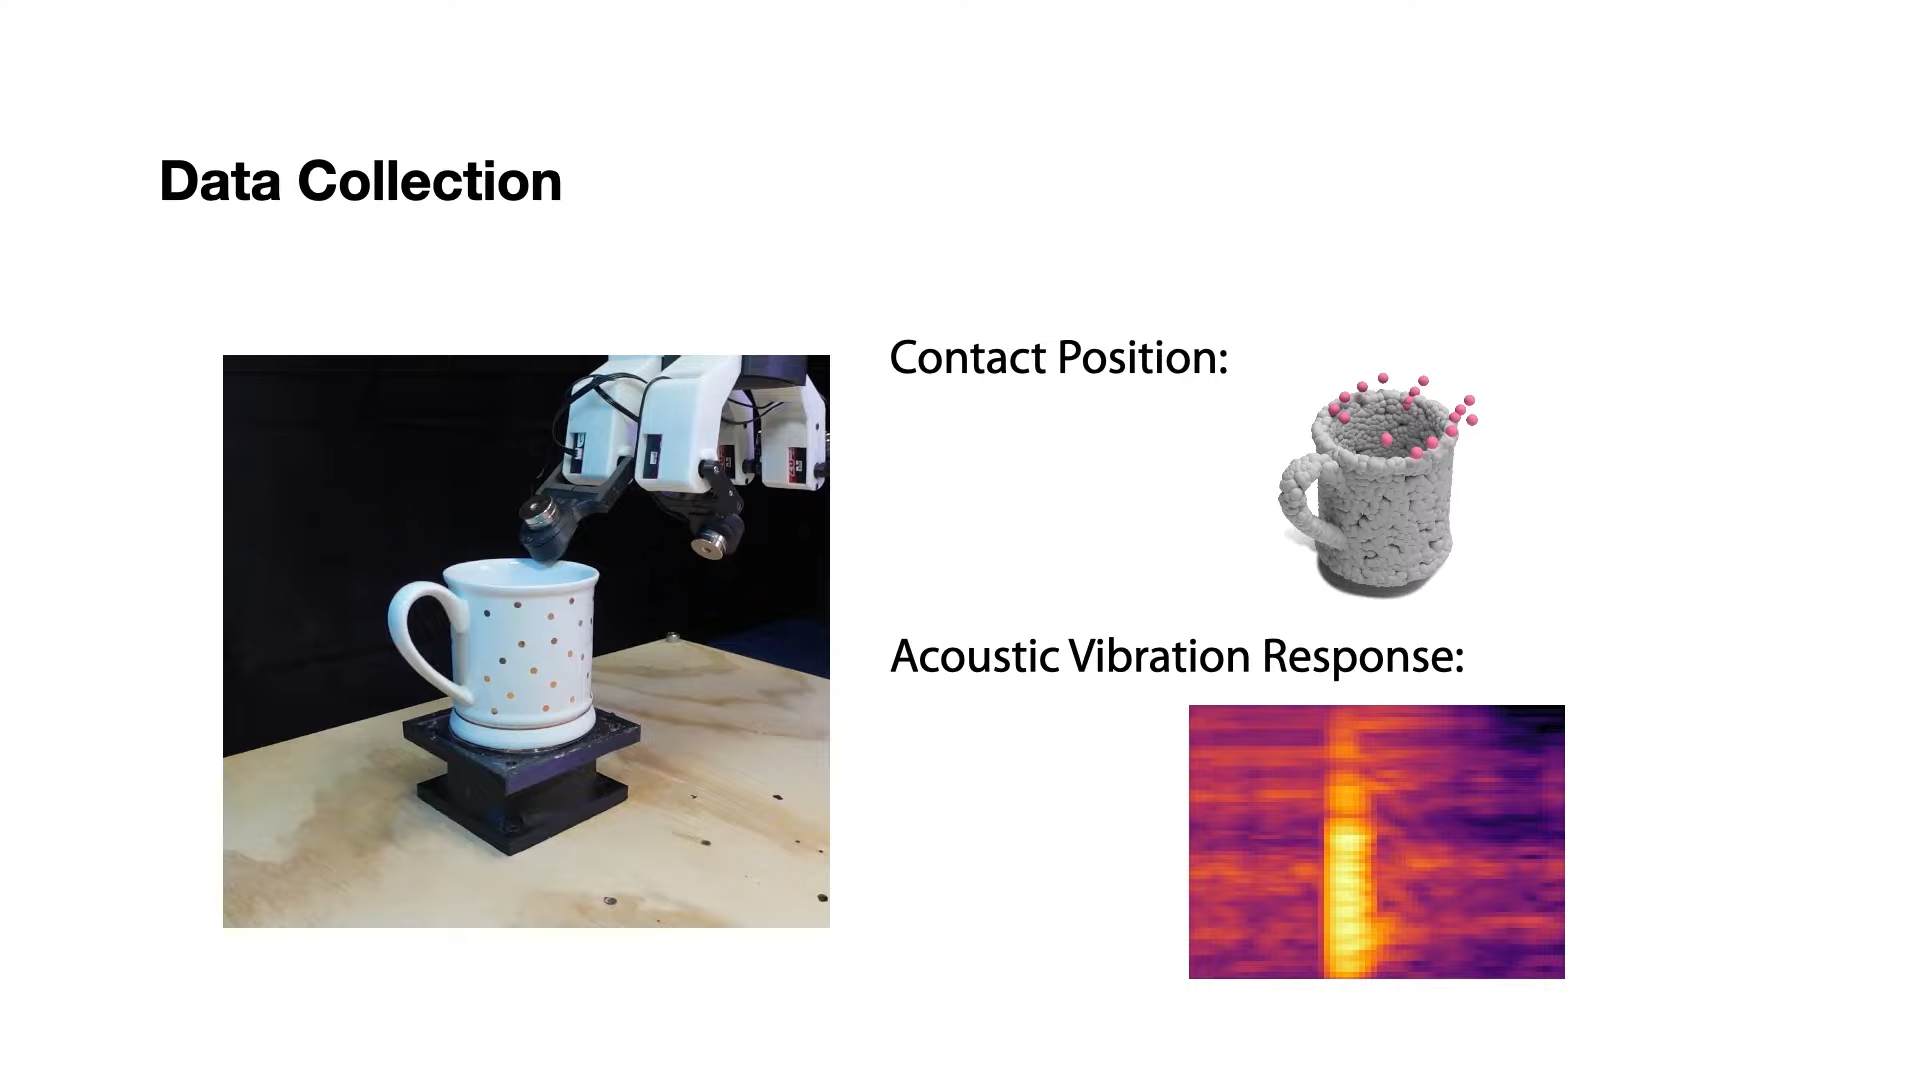 Data Collection
Contact Position:
Acoustic Vibration Response: